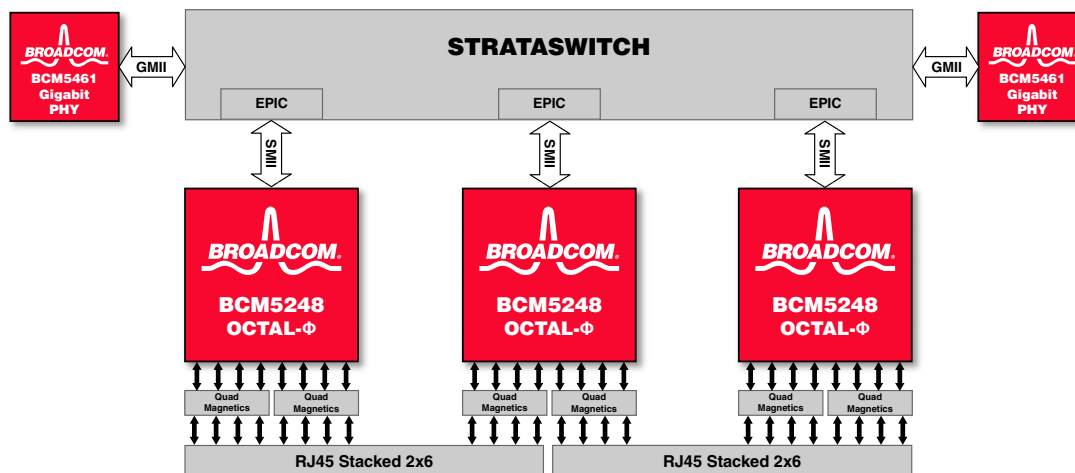 STRATASWITCH
BROADCOM®
BCM5461
Gigabit
PHY
GMII
GMII
BROADCOM®
BCM5461
Gigabit
PHY
EPIC
EPIC
EPIC
SMII
SMII
SMII
BROADCOM®
BCM5248
OCTAL-Φ
BROADCOM®
BCM5248
OCTAL-Φ
BROADCOM®
BCM5248
OCTAL-Φ
Quad
Magnetics
Quad
Magnetics
Quad
Magnetics
Quad
Magnetics
Quad
Magnetics
Quad
Magnetics
RJ45 Stacked 2x6
RJ45 Stacked 2x6